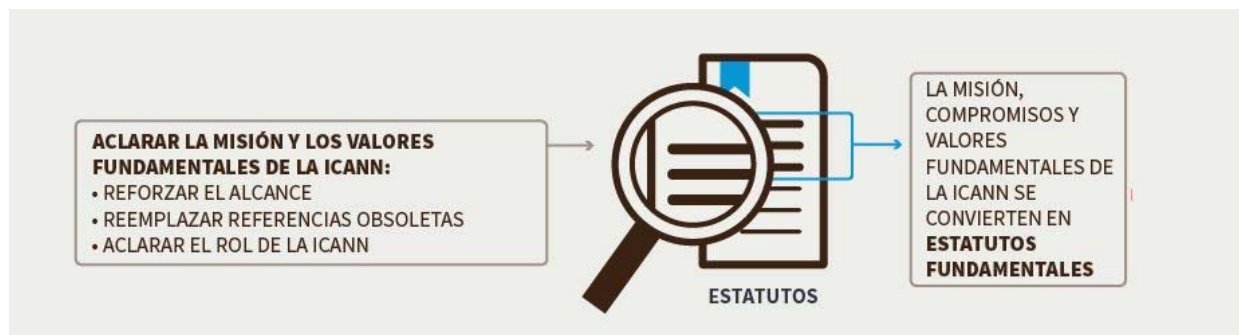 ACLARAR LA MISIÓN Y LOS VALORES
FUNDAMENTALES DE LA ICANN:
• REFORZAR EL ALCANCE
• REEMPLAZAR REFERENCIAS OBSOLETAS
• ACLARAR EL ROL DE LA ICANN
ESTATUTOS
LA MISIÓN,
COMPROMISOS Y
VALORES
FUNDAMENTALES DE
LA ICANN SE
CONVIERTEN EN
ESTATUTOS
FUNDAMENTALES